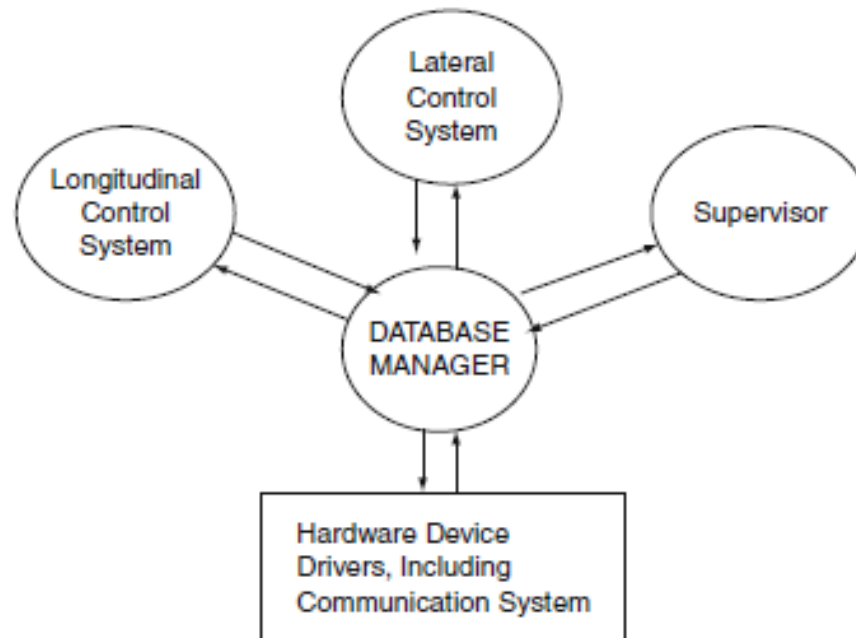 Lateral
Control
System
Longitudinal
Control
System
Supervisor
DATABASE
MANAGER
Hardware Device
Drivers, Including
Communication System